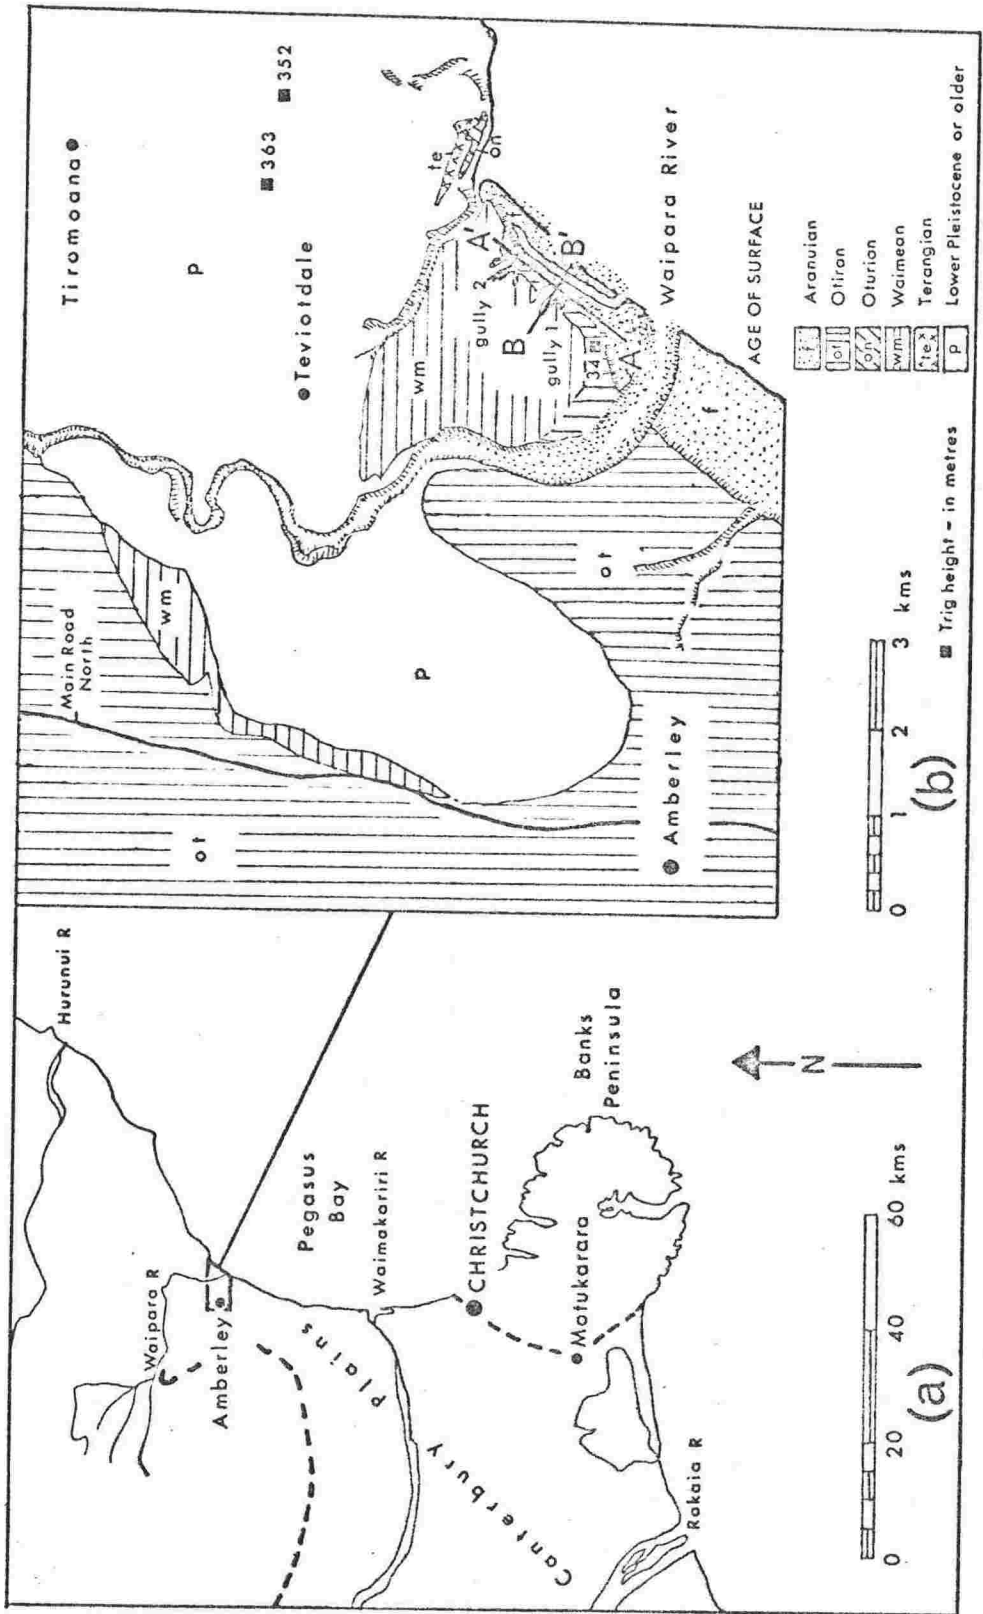 Hurunui R
Waipara R
Amberley
Pegasus
Bay
Waimakariri R
Plains
Canterbury
CHRISTCHURCH
Motukarara
Banks
Peninsula
Rakaia R
N
0 20 40 60 kms
(a)
Tiromoana
363
352
p
Teviotdale
te
on
Main Road
North
wm
wm
gully 2
A'
f
B
B'
gully 1
34
A
ot
p
ot
f
Waipara River
Amberley
0 1 2 3 kms
(b)
Trig height - in metres
AGE OF SURFACE
f Aranuian
ot Otiran
on Oturian
wm Waimean
te Terangian
p Lower Pleistocene or older